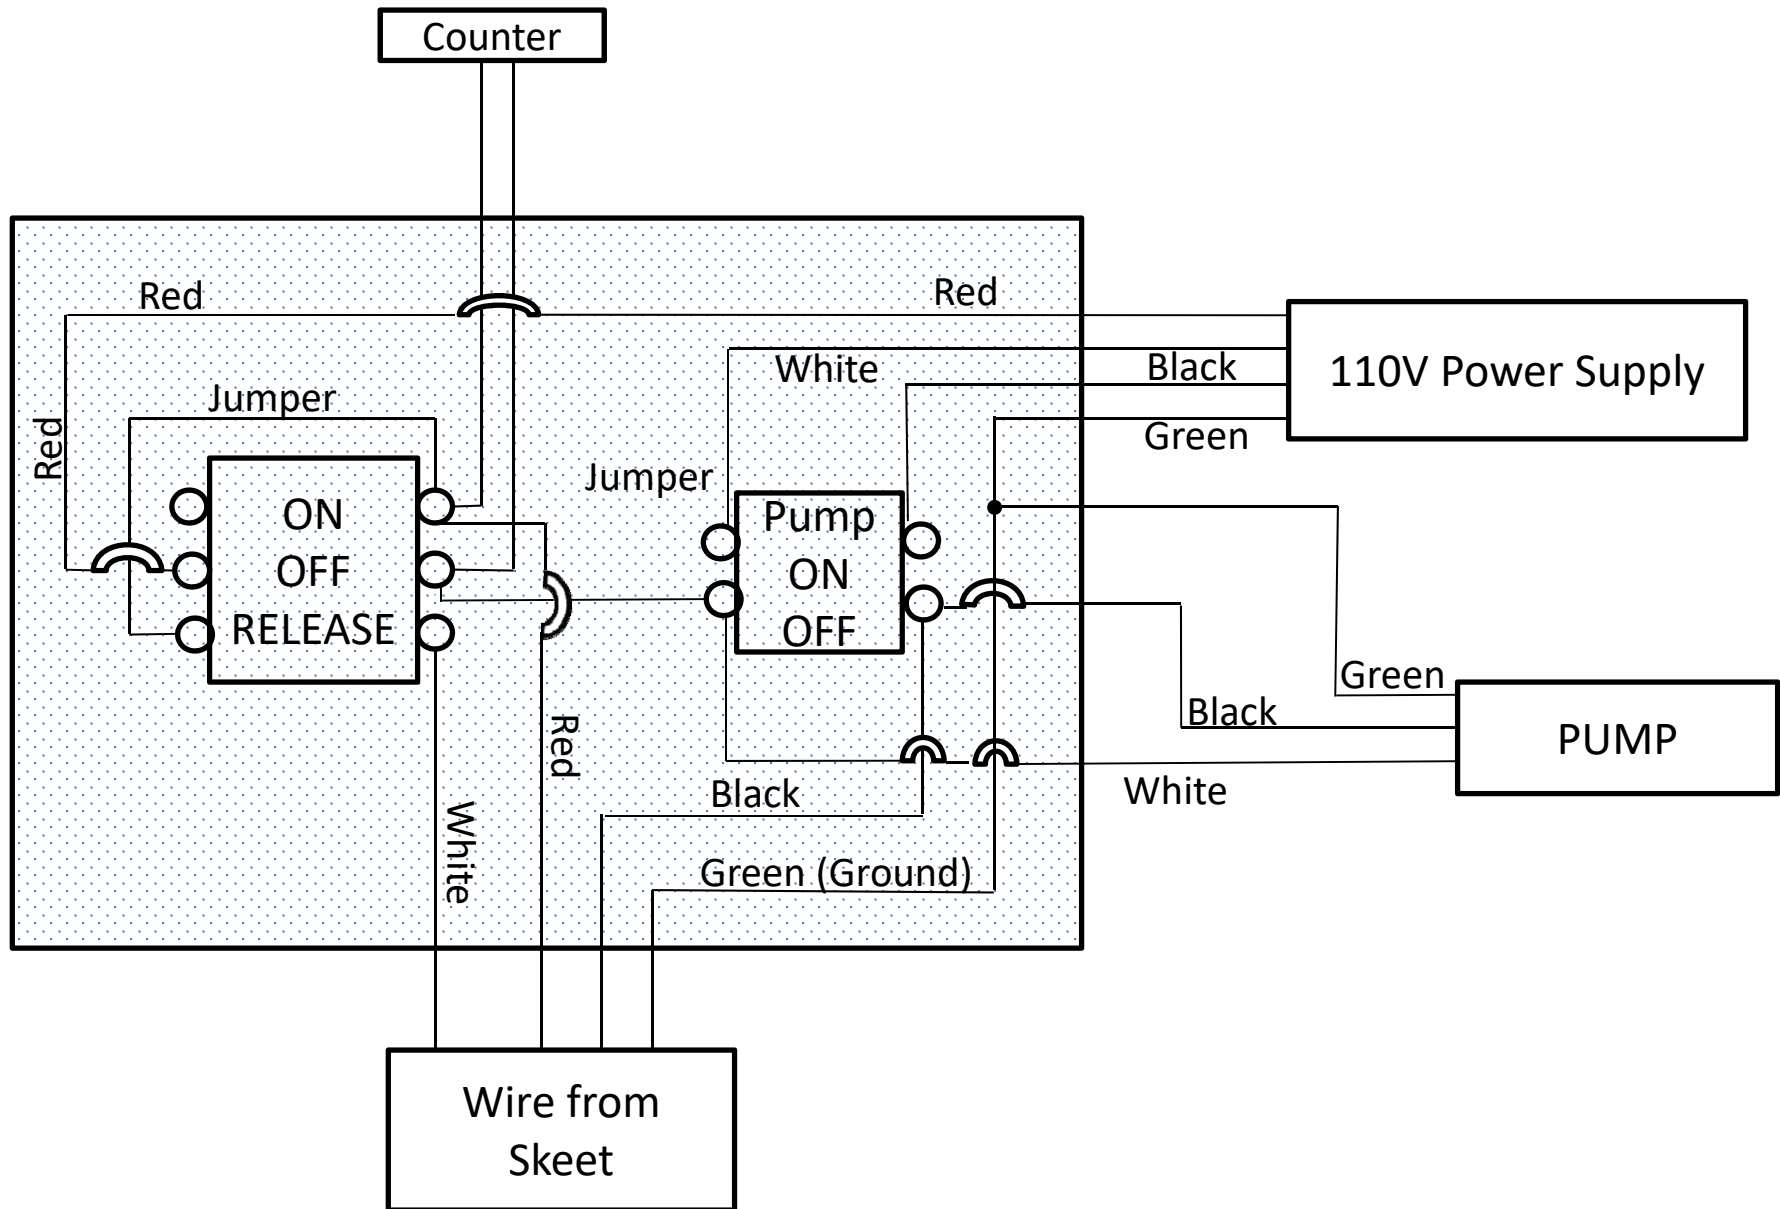 Counter
Red
Red
White
Black
110V Power Supply
Green
Jumper
Red
Jumper
ON
OFF
RELEASE
Pump
ON
OFF
Green
Black
PUMP
Red
White
Black
White
Green (Ground)
Wire from
Skeet